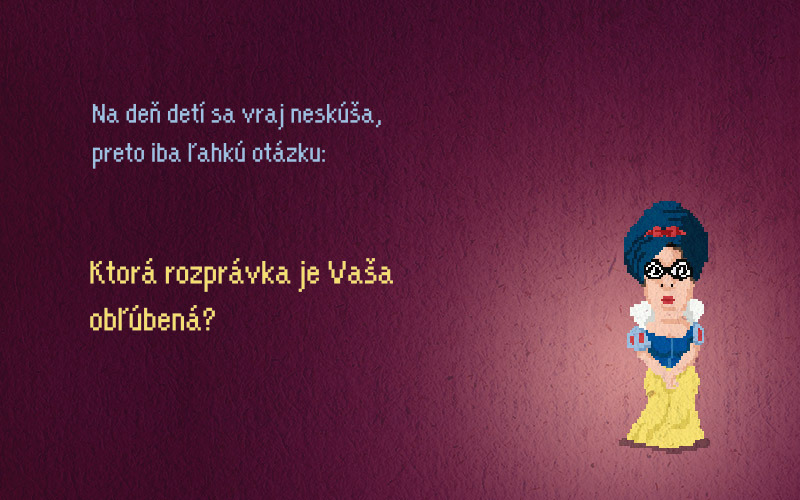 Na deň detí sa vraj neskúša,
preto iba ľahkú otázku:
Ktorá rozprávka je Vaša
obľúbená?